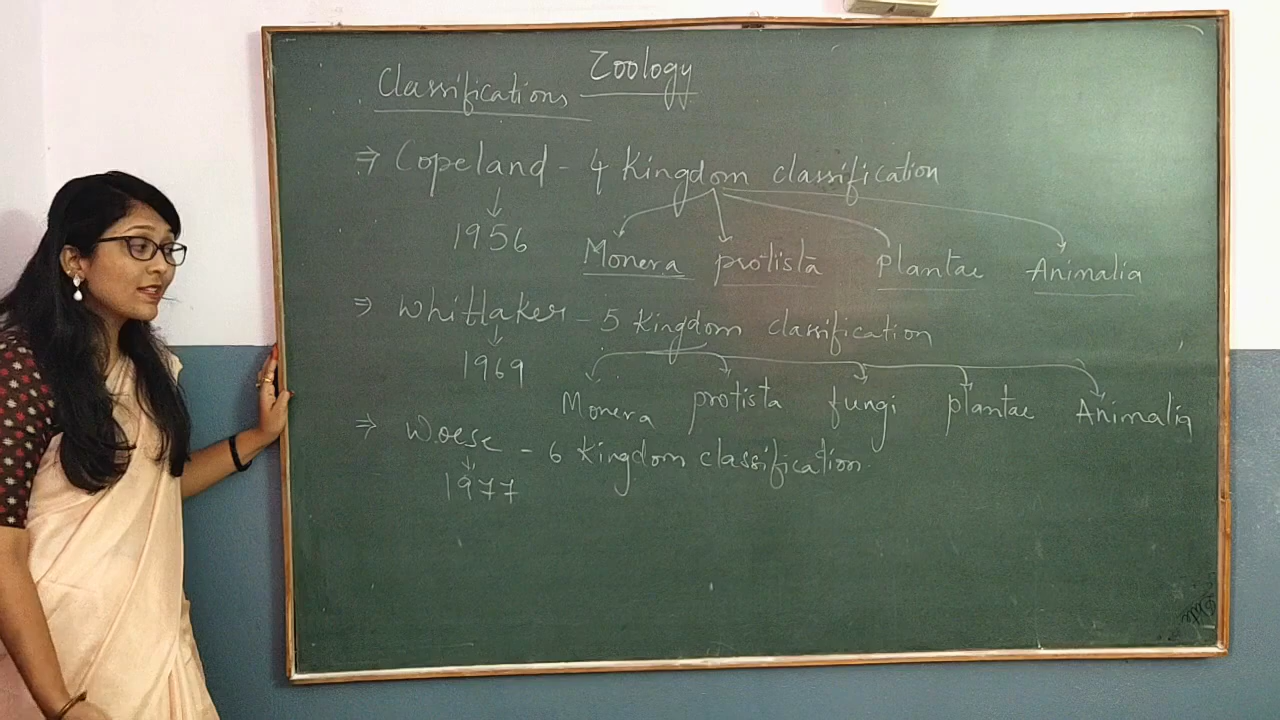 Zoology
Classifications
⇒ Copeland - 4 Kingdom classification
1956
Monera protista plantae Animalia
⇒ Whittaker - 5 Kingdom classification
1969
Monera protista fungi plantae Animalia
⇒ Woese - 6 Kingdom classification.
1977